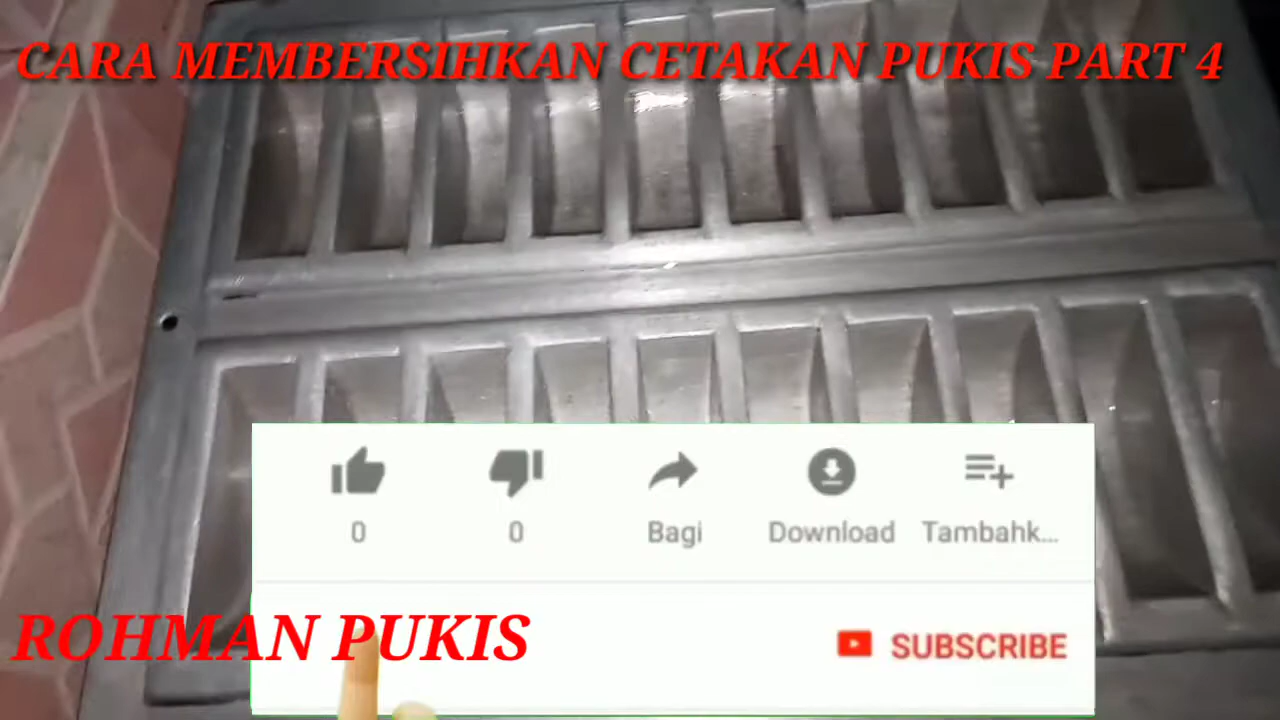 CARA MEMBERSIHKAN CETAKAN PUKIS PART 4
0 0 Bagi Download Tambahk...
ROHMAN PUKIS SUBSCRIBE